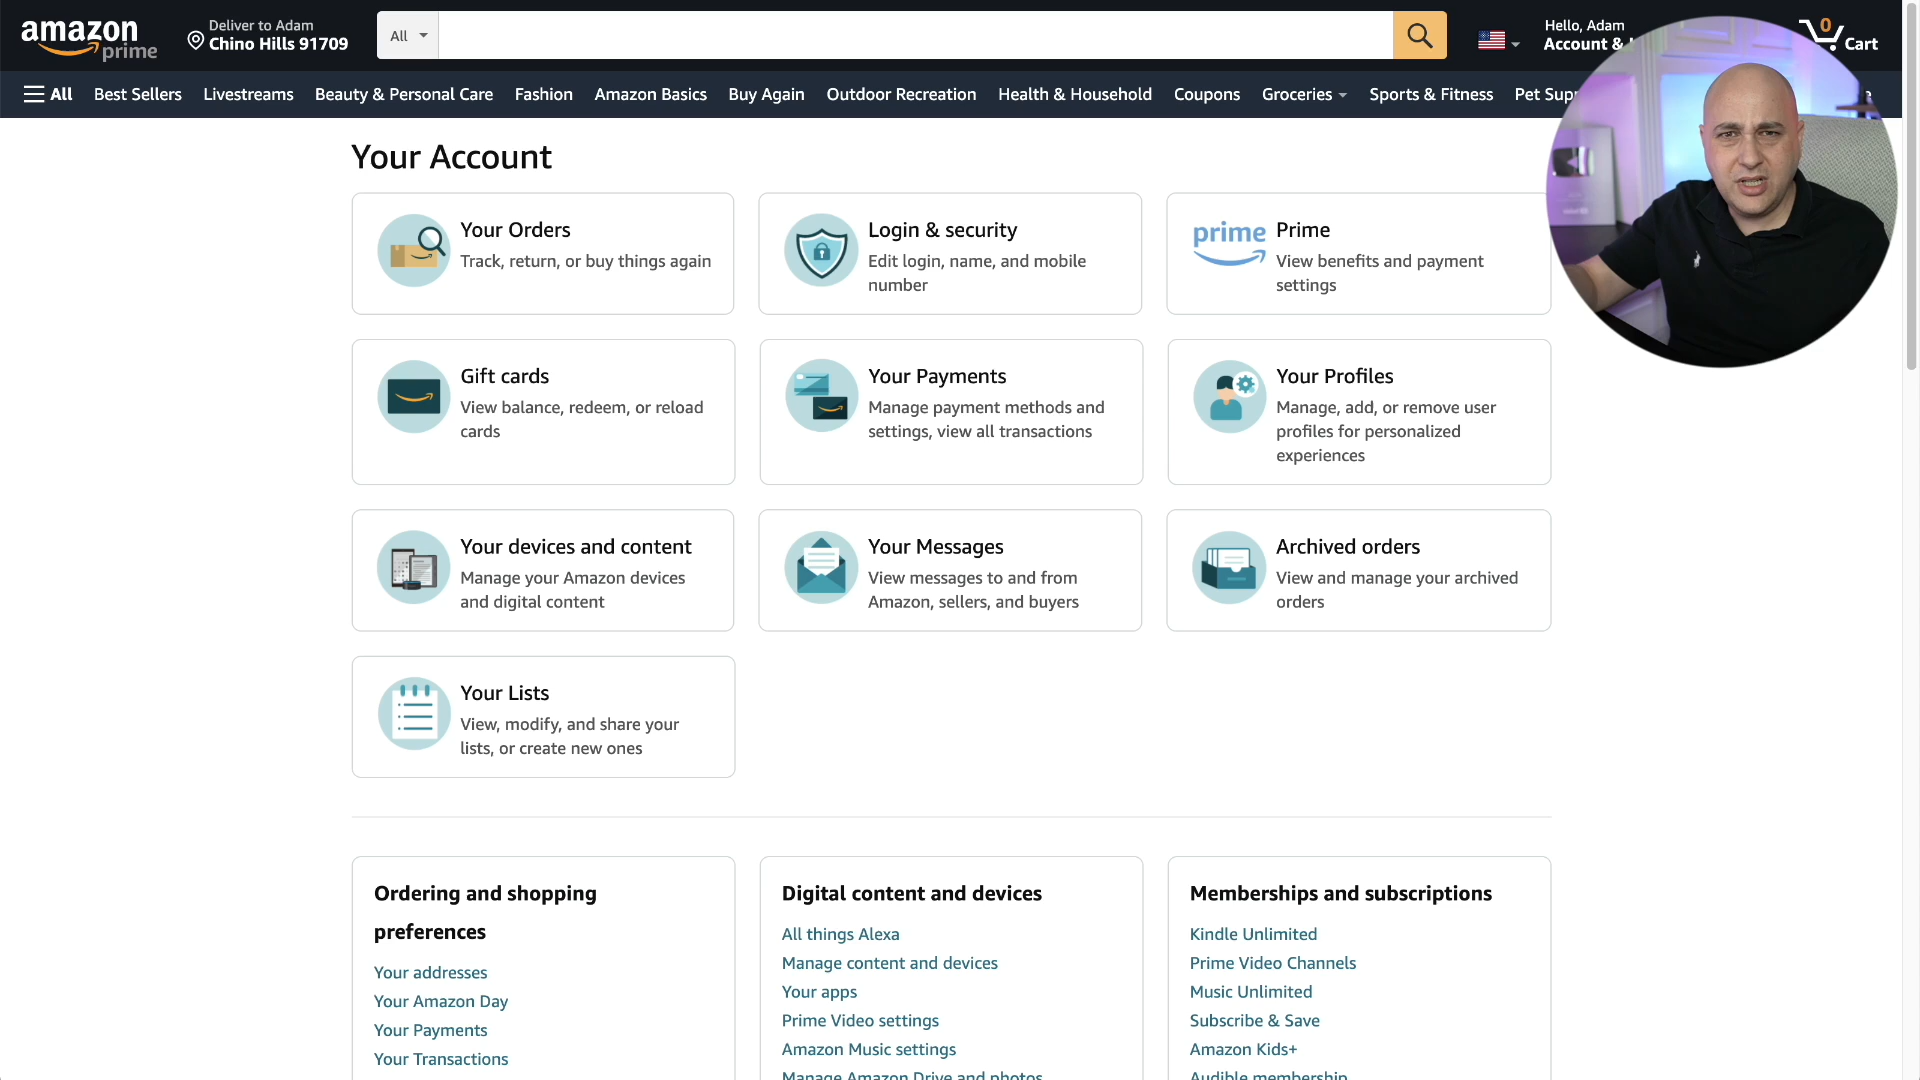 amazon
prime
Deliver to Adam
Chino Hills 91709
All
Hello, Adam
Account &
0
Cart
All
Best Sellers
Livestreams
Beauty & Personal Care
Fashion
Amazon Basics
Buy Again
Outdoor Recreation
Health & Household
Coupons
Groceries
Sports & Fitness
Pet Supp
Your Account
Your Orders
Track, return, or buy things again
Login & security
Edit login, name, and mobile
number
prime
Prime
View benefits and payment
settings
Gift cards
View balance, redeem, or reload
cards
Your Payments
Manage payment methods and
settings, view all transactions
Your Profiles
Manage, add, or remove user
profiles for personalized
experiences
Your devices and content
Manage your Amazon devices
and digital content
Your Messages
View messages to and from
Amazon, sellers, and buyers
Archived orders
View and manage your archived
orders
Your Lists
View, modify, and share your
lists, or create new ones
Ordering and shopping
preferences
Your addresses
Your Amazon Day
Your Payments
Your Transactions
Digital content and devices
All things Alexa
Manage content and devices
Your apps
Prime Video settings
Amazon Music settings
Manage Amazon Drive and photos
Memberships and subscriptions
Kindle Unlimited
Prime Video Channels
Music Unlimited
Subscribe & Save
Amazon Kids+
Audible membership